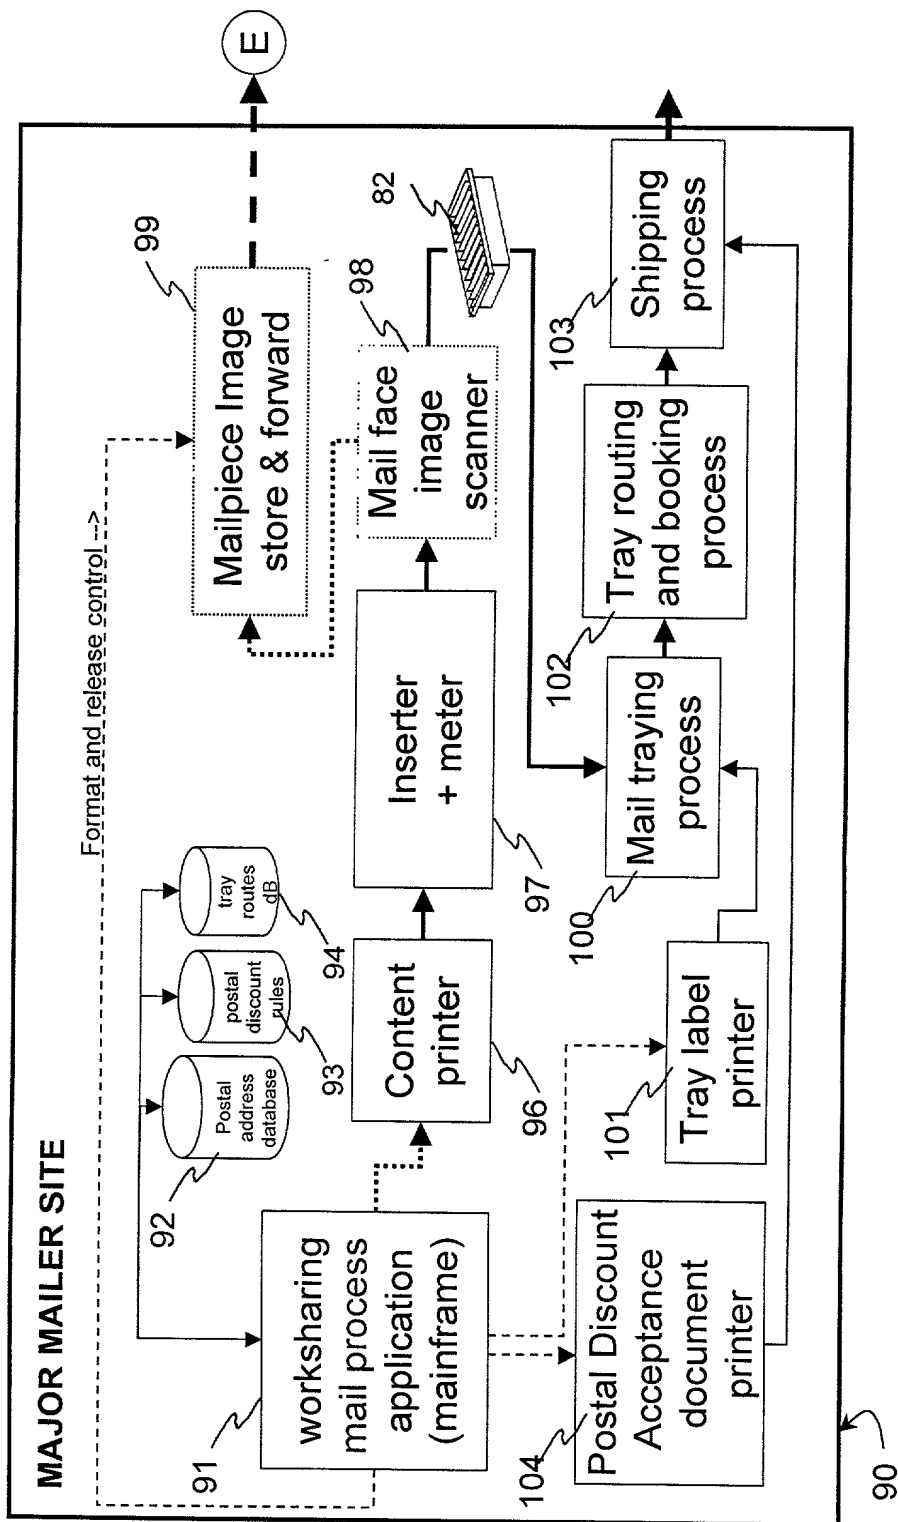 MAJOR MAILER SITE
Format and release control -->
E
99
Mailpiece Image
store & forward
92
Postal
address
database
93
postal
discount
rules
94
tray
routes
dB
91
worksharing
mail process
application
(mainframe)
Content
printer
96
Inserter
+ meter
97
98
Mail face
image
scanner
82
104
Postal Discount
Acceptance
document
printer
101
Tray label
printer
100
Mail traying
process
102
Tray routing
and booking
process
103
Shipping
process
90